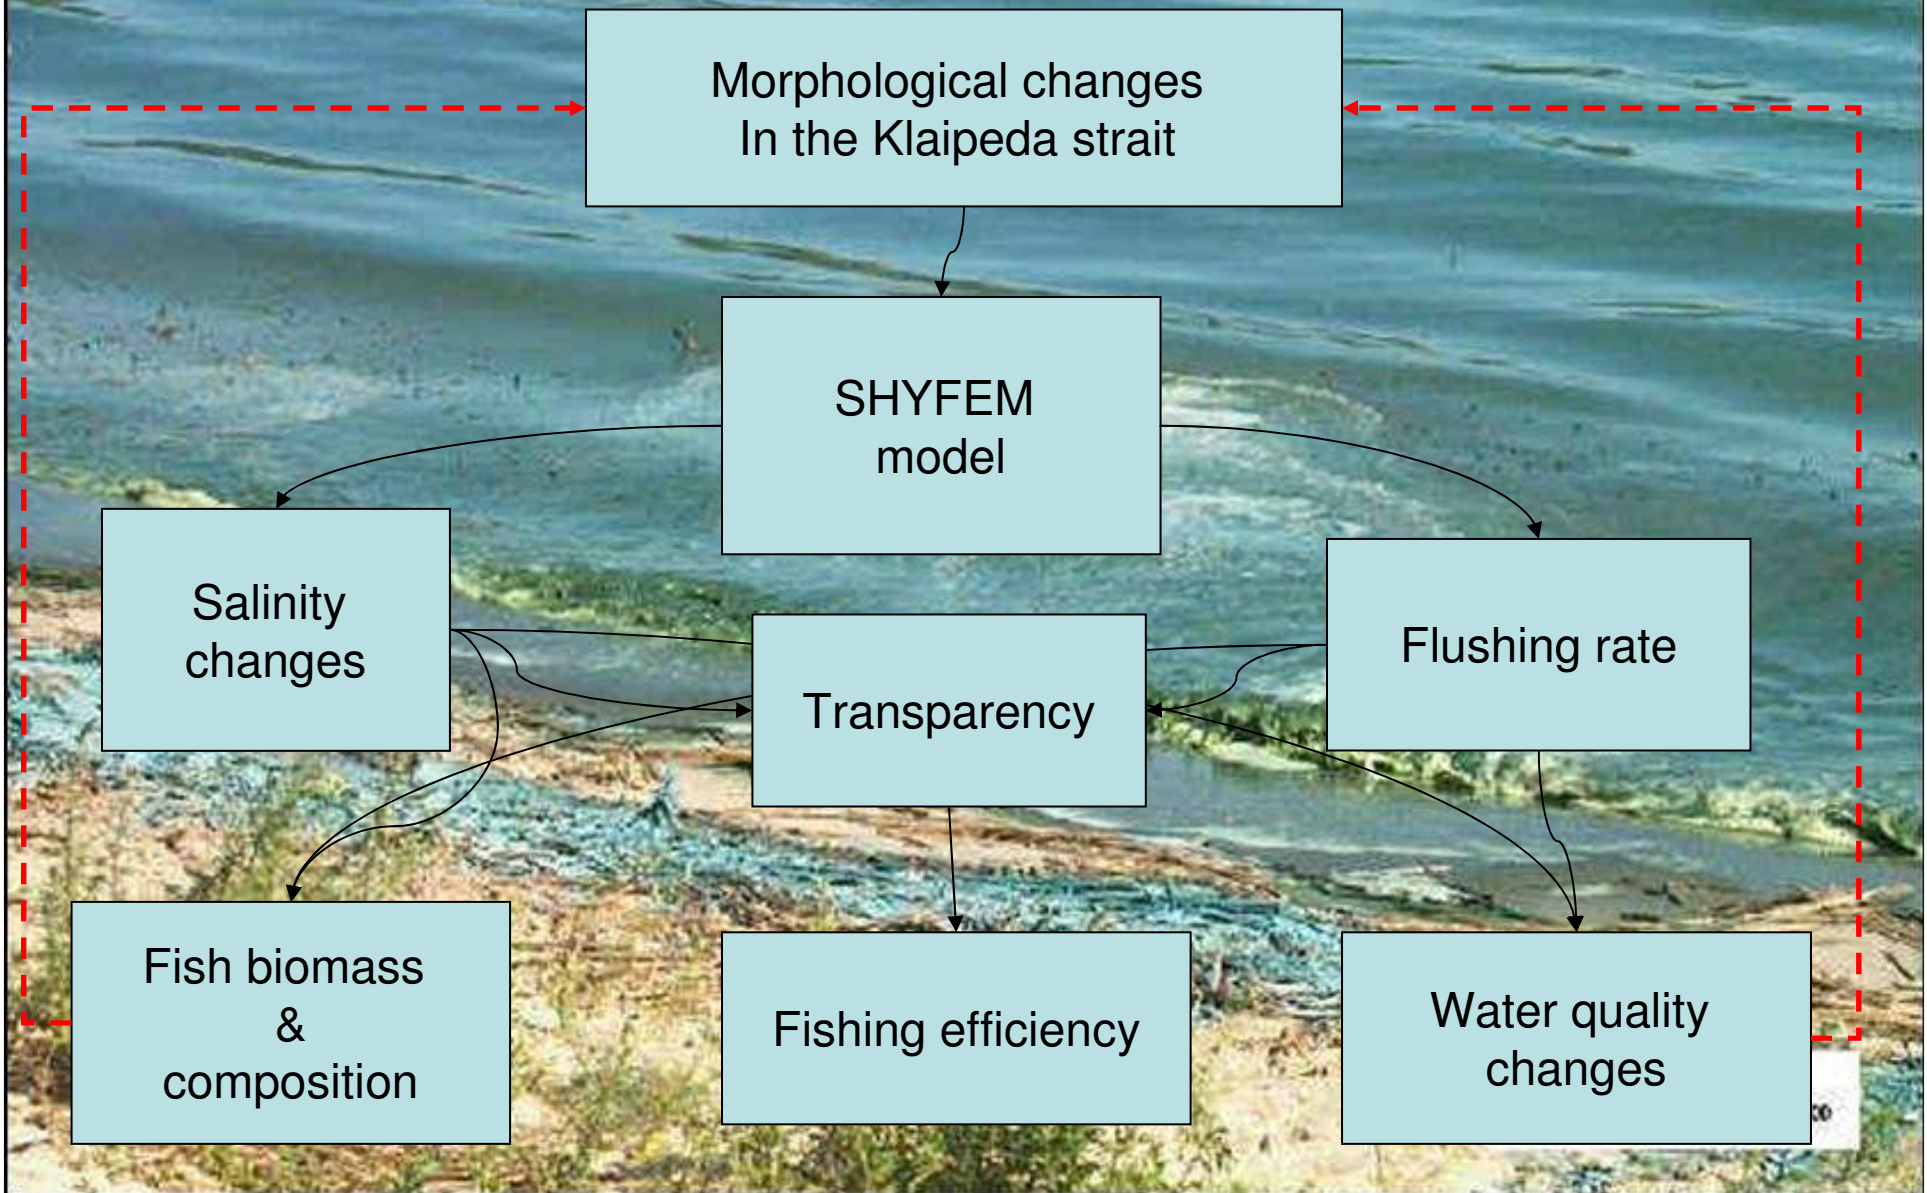 Morphological changes
In the Klaipeda strait
SHYFEM
model
Salinity
changes
Flushing rate
Transparency
Fish biomass
&
composition
Fishing efficiency
Water quality
changes